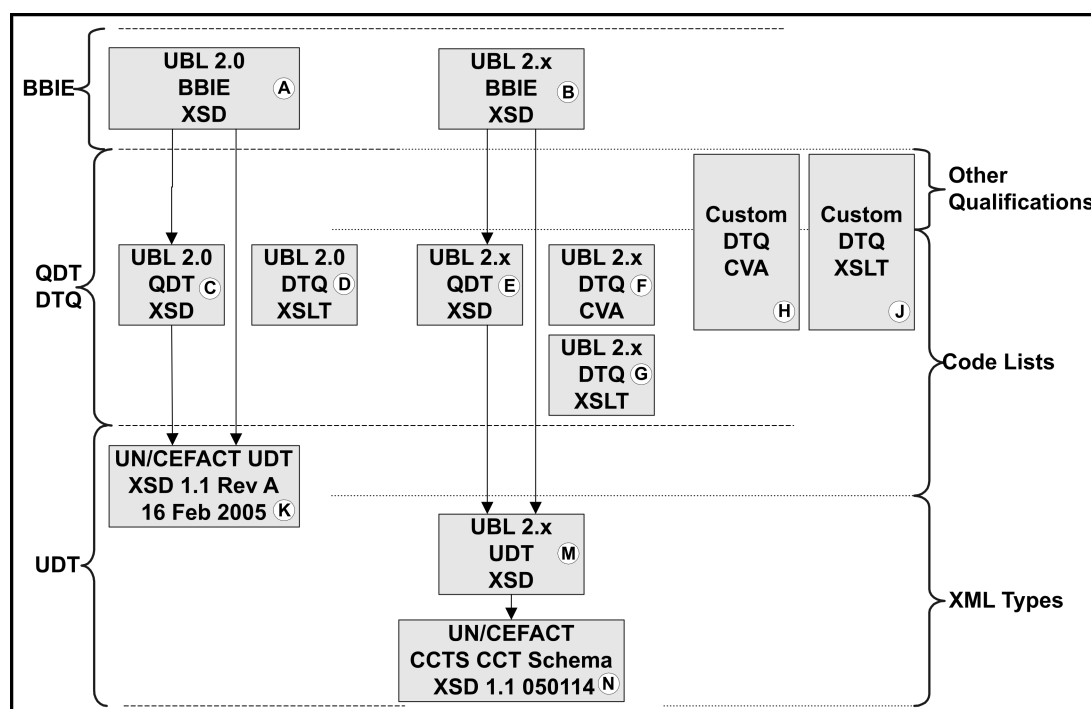 BBIE
UBL 2.0
BBIE
XSD
A
UBL 2.x
BBIE
XSD
B
QDT
DTQ
UBL 2.0
QDT
XSD
C
UBL 2.0
DTQ
XSLT
D
UBL 2.x
QDT
XSD
E
UBL 2.x
DTQ
CVA
F
UBL 2.x
DTQ
XSLT
G
Custom
DTQ
CVA
H
Custom
DTQ
XSLT
J
Other
Qualifications
Code Lists
UDT
UN/CEFACT UDT
XSD 1.1 Rev A
16 Feb 2005
K
UBL 2.x
UDT
XSD
M
UN/CEFACT
CCTS CCT Schema
XSD 1.1 050114
N
XML Types